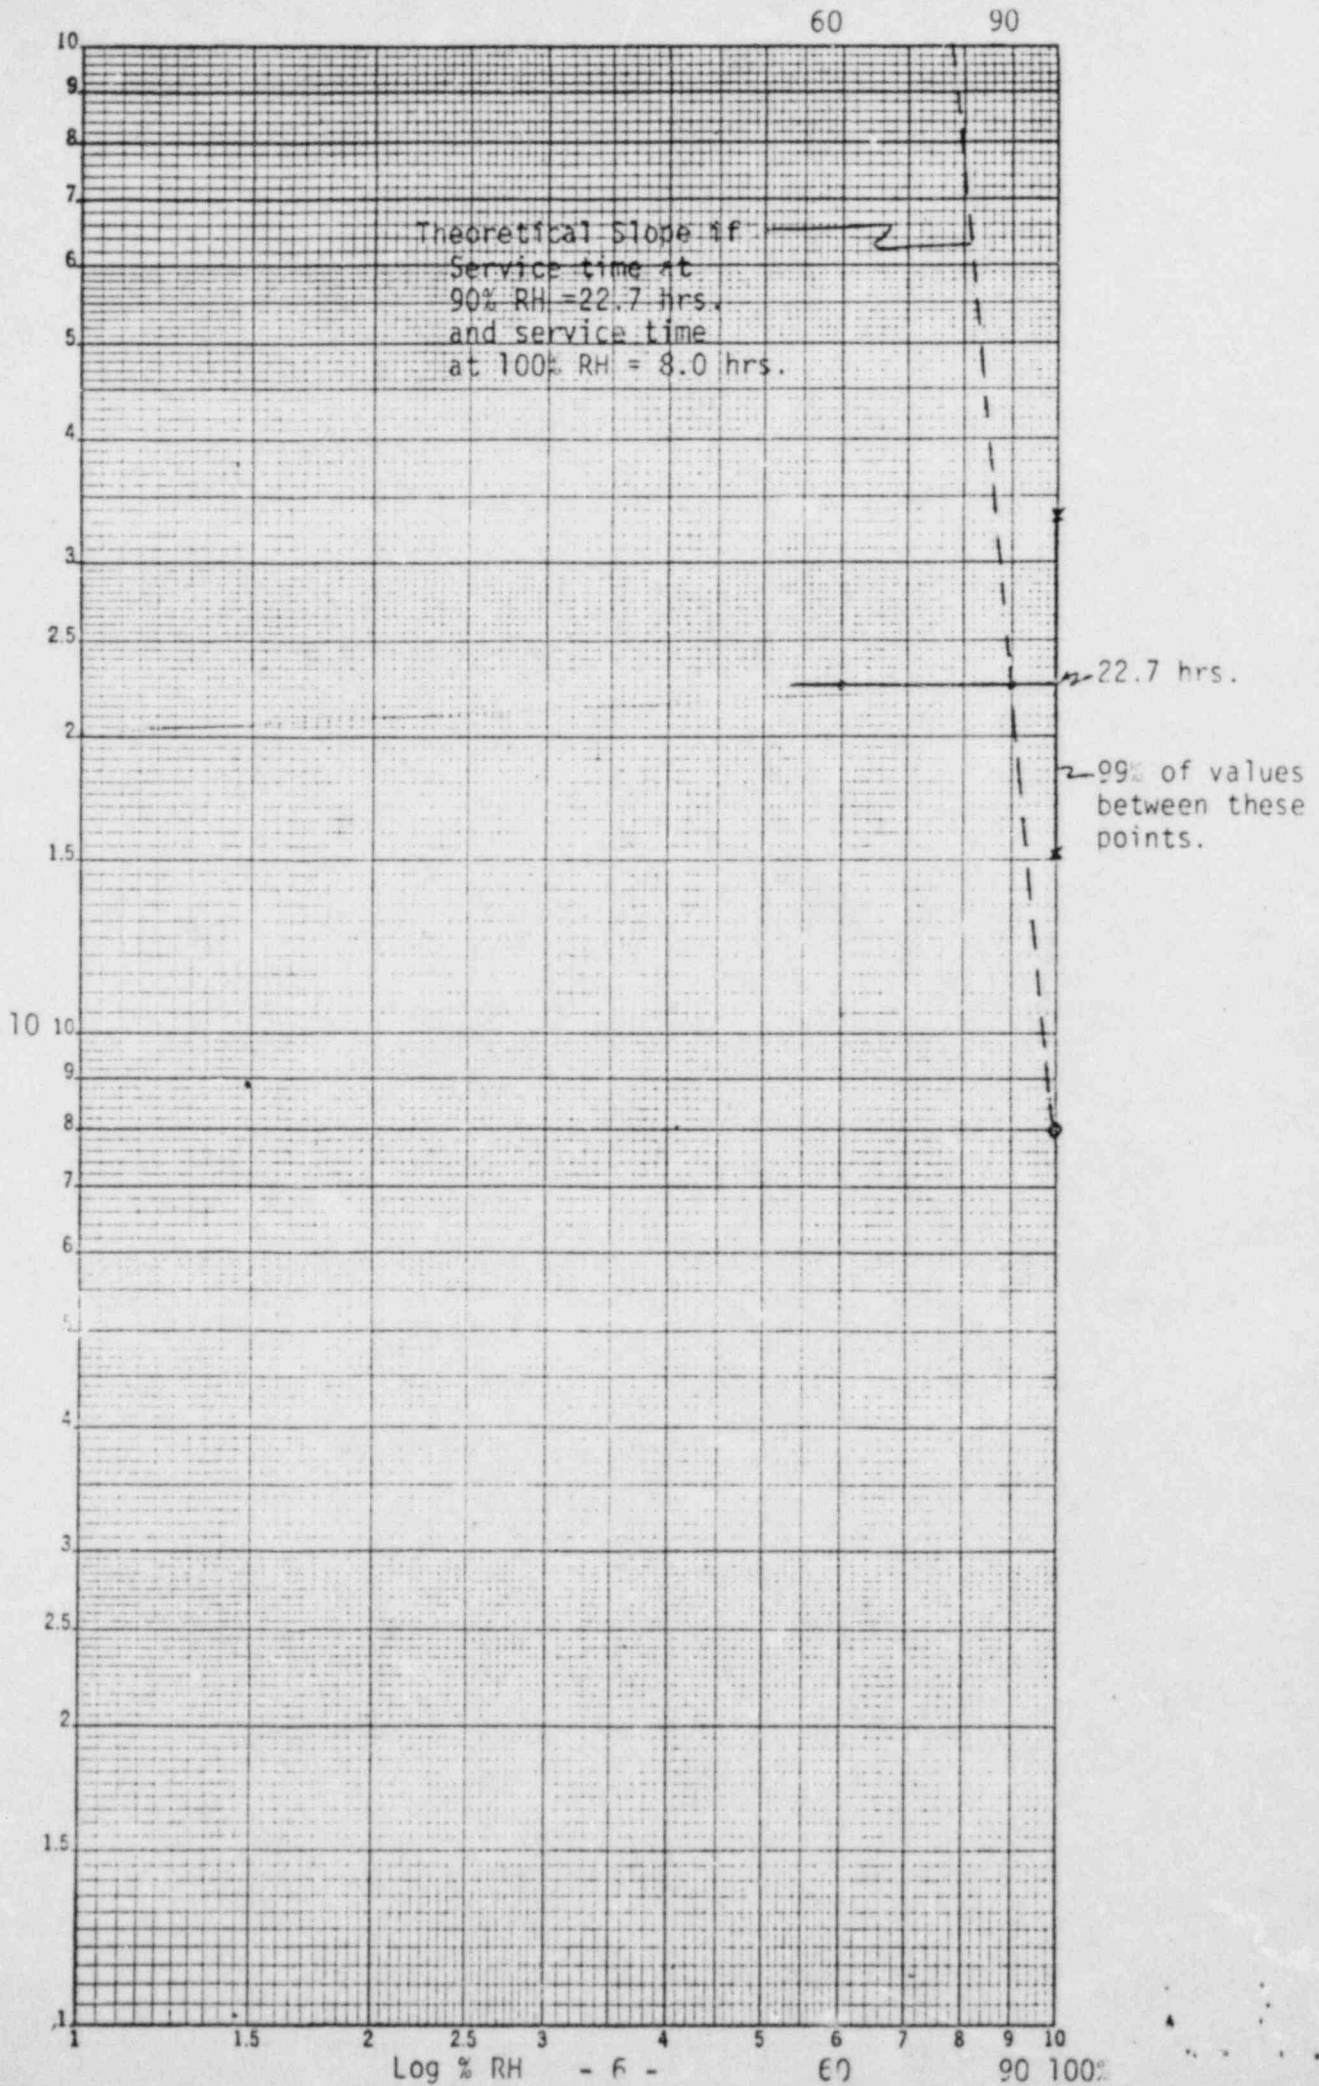 60 90
10
9
8
7
Theoretical Slope if
6
Service time at
90% RH =22.7 hrs.
and service time
5
at 100% RH = 8.0 hrs.
4
3
2.5
22.7 hrs.
2
99% of values
between these
points.
1.5
10 10
9
8
7
6
5
4
3
2.5
2
1.5
1
1 1.5 2 2.5 3 4 5 6 7 8 9 10
Log % RH - 6 - 60 90 100%